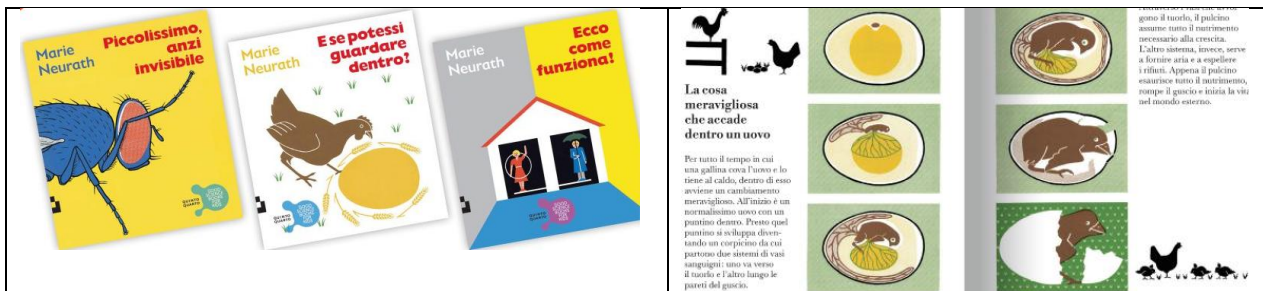 Marie
Neurath
Piccolissimo,
anzi
invisibile
QUINTO
QUARTO
Marie
Neurath
E se potessi
guardare
dentro?
QUINTO
QUARTO
Marie
Neurath
Ecco
come
funziona!
QUINTO
QUARTO
La cosa
meravigliosa
che accade
dentro un uovo
Per tutto il tempo in cui
una gallina cova l'uovo e lo
tiene al caldo, dentro di esso
avviene un cambiamento
meraviglioso. All'inizio è un
normalissimo uovo con un
puntino dentro. Presto quel
puntino si sviluppa diven-
tando un corpicino da cui
partono due sistemi di vasi
sanguigni: uno va verso
il tuorlo e l'altro lungo le
pareti del guscio.
gono il tuorlo, il pulcino
assume tutto il nutrimento
necessario alla crescita.
L'altro sistema, invece, serve
a fornire aria e a espellere
i rifiuti. Appena il pulcino
esaurisce tutto il nutrimento,
rompe il guscio e inizia la vita
nel mondo esterno.